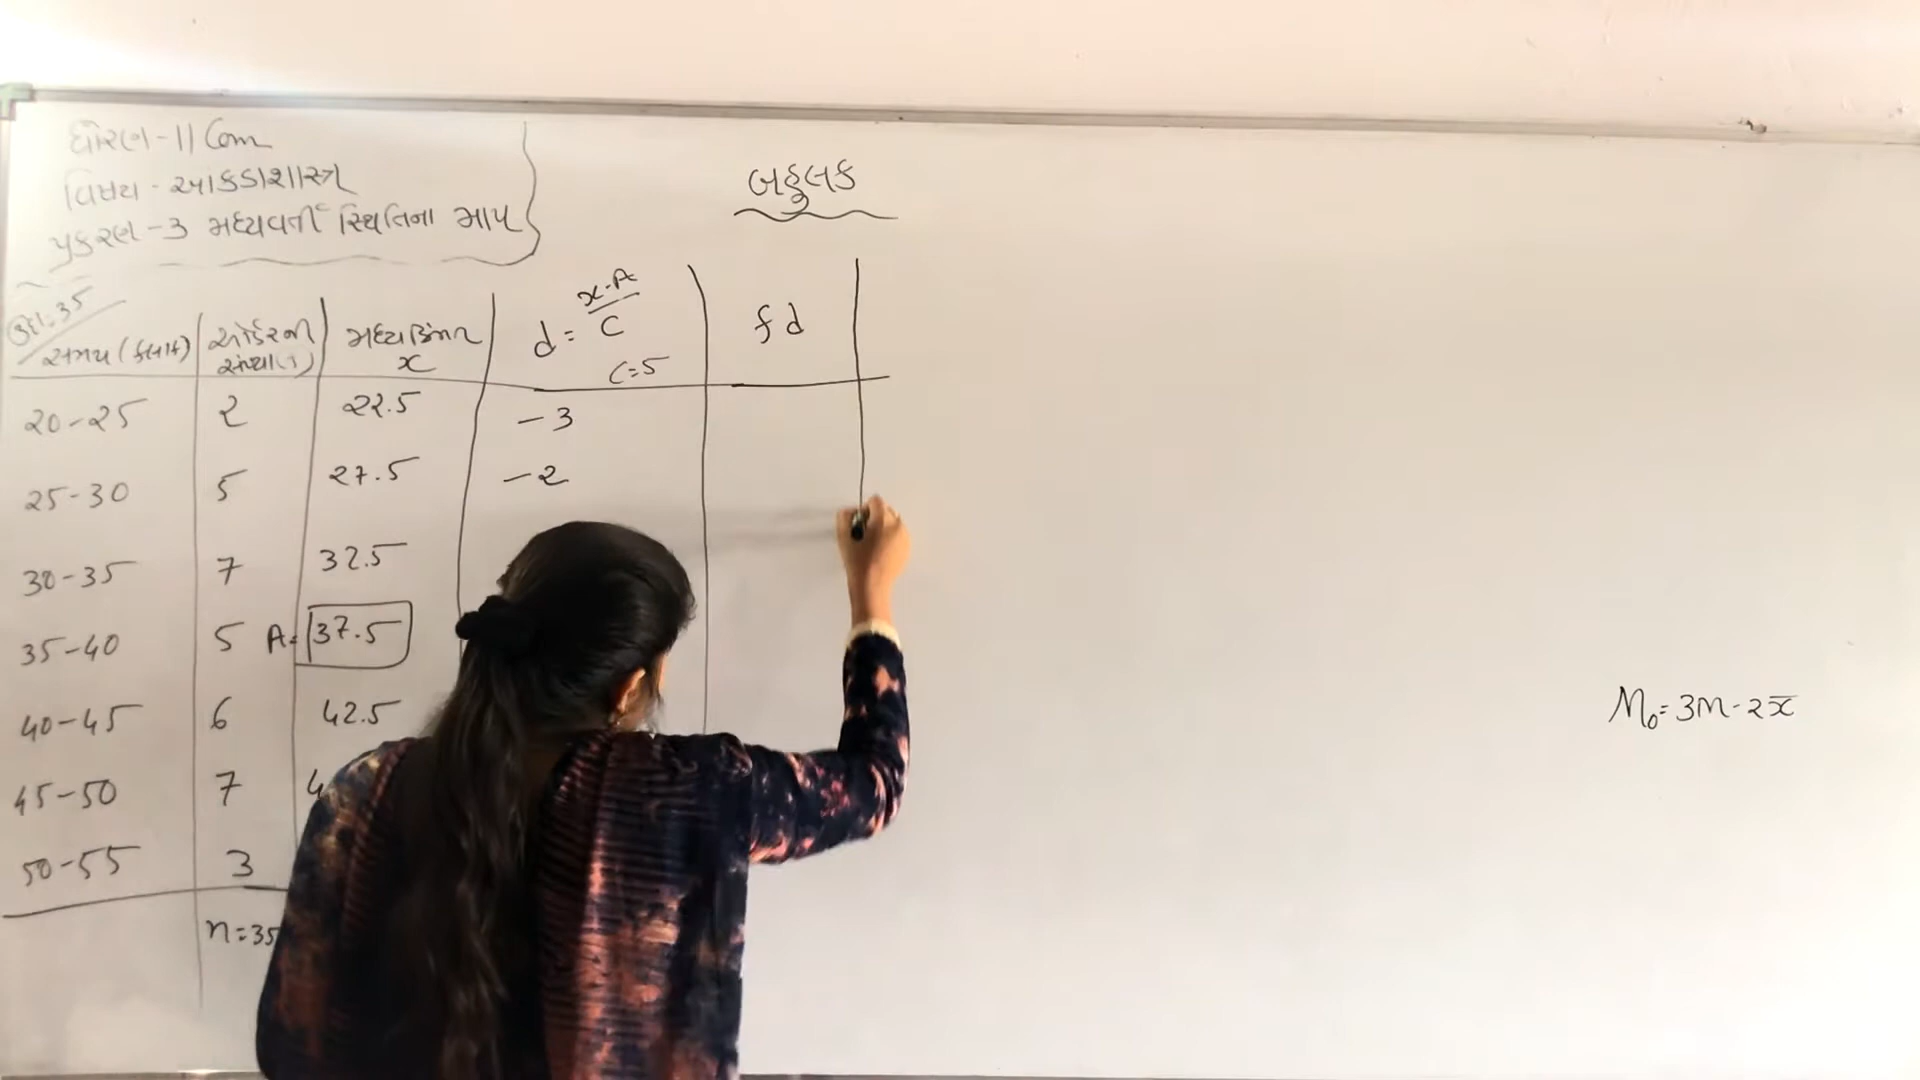 ધોરણ-11 Com
વિષય - આંકડાશાસ્ત્ર
પ્રકરણ-૩ મધ્યવર્તી સ્થિતિના માપ
બહુલક
ઉદા.35
સમય (કલાક) ઓર્ડરની સંખ્યા મધ્યકિંમત x d = x-A / C C=5 fd
20-25 2 22.5 -3
25-30 5 27.5 -2
30-35 7 32.5
35-40 5 A= 37.5
40-45 6 42.5
45-50 7 4
50-55 3
n=35
M₀=3M-2x̄